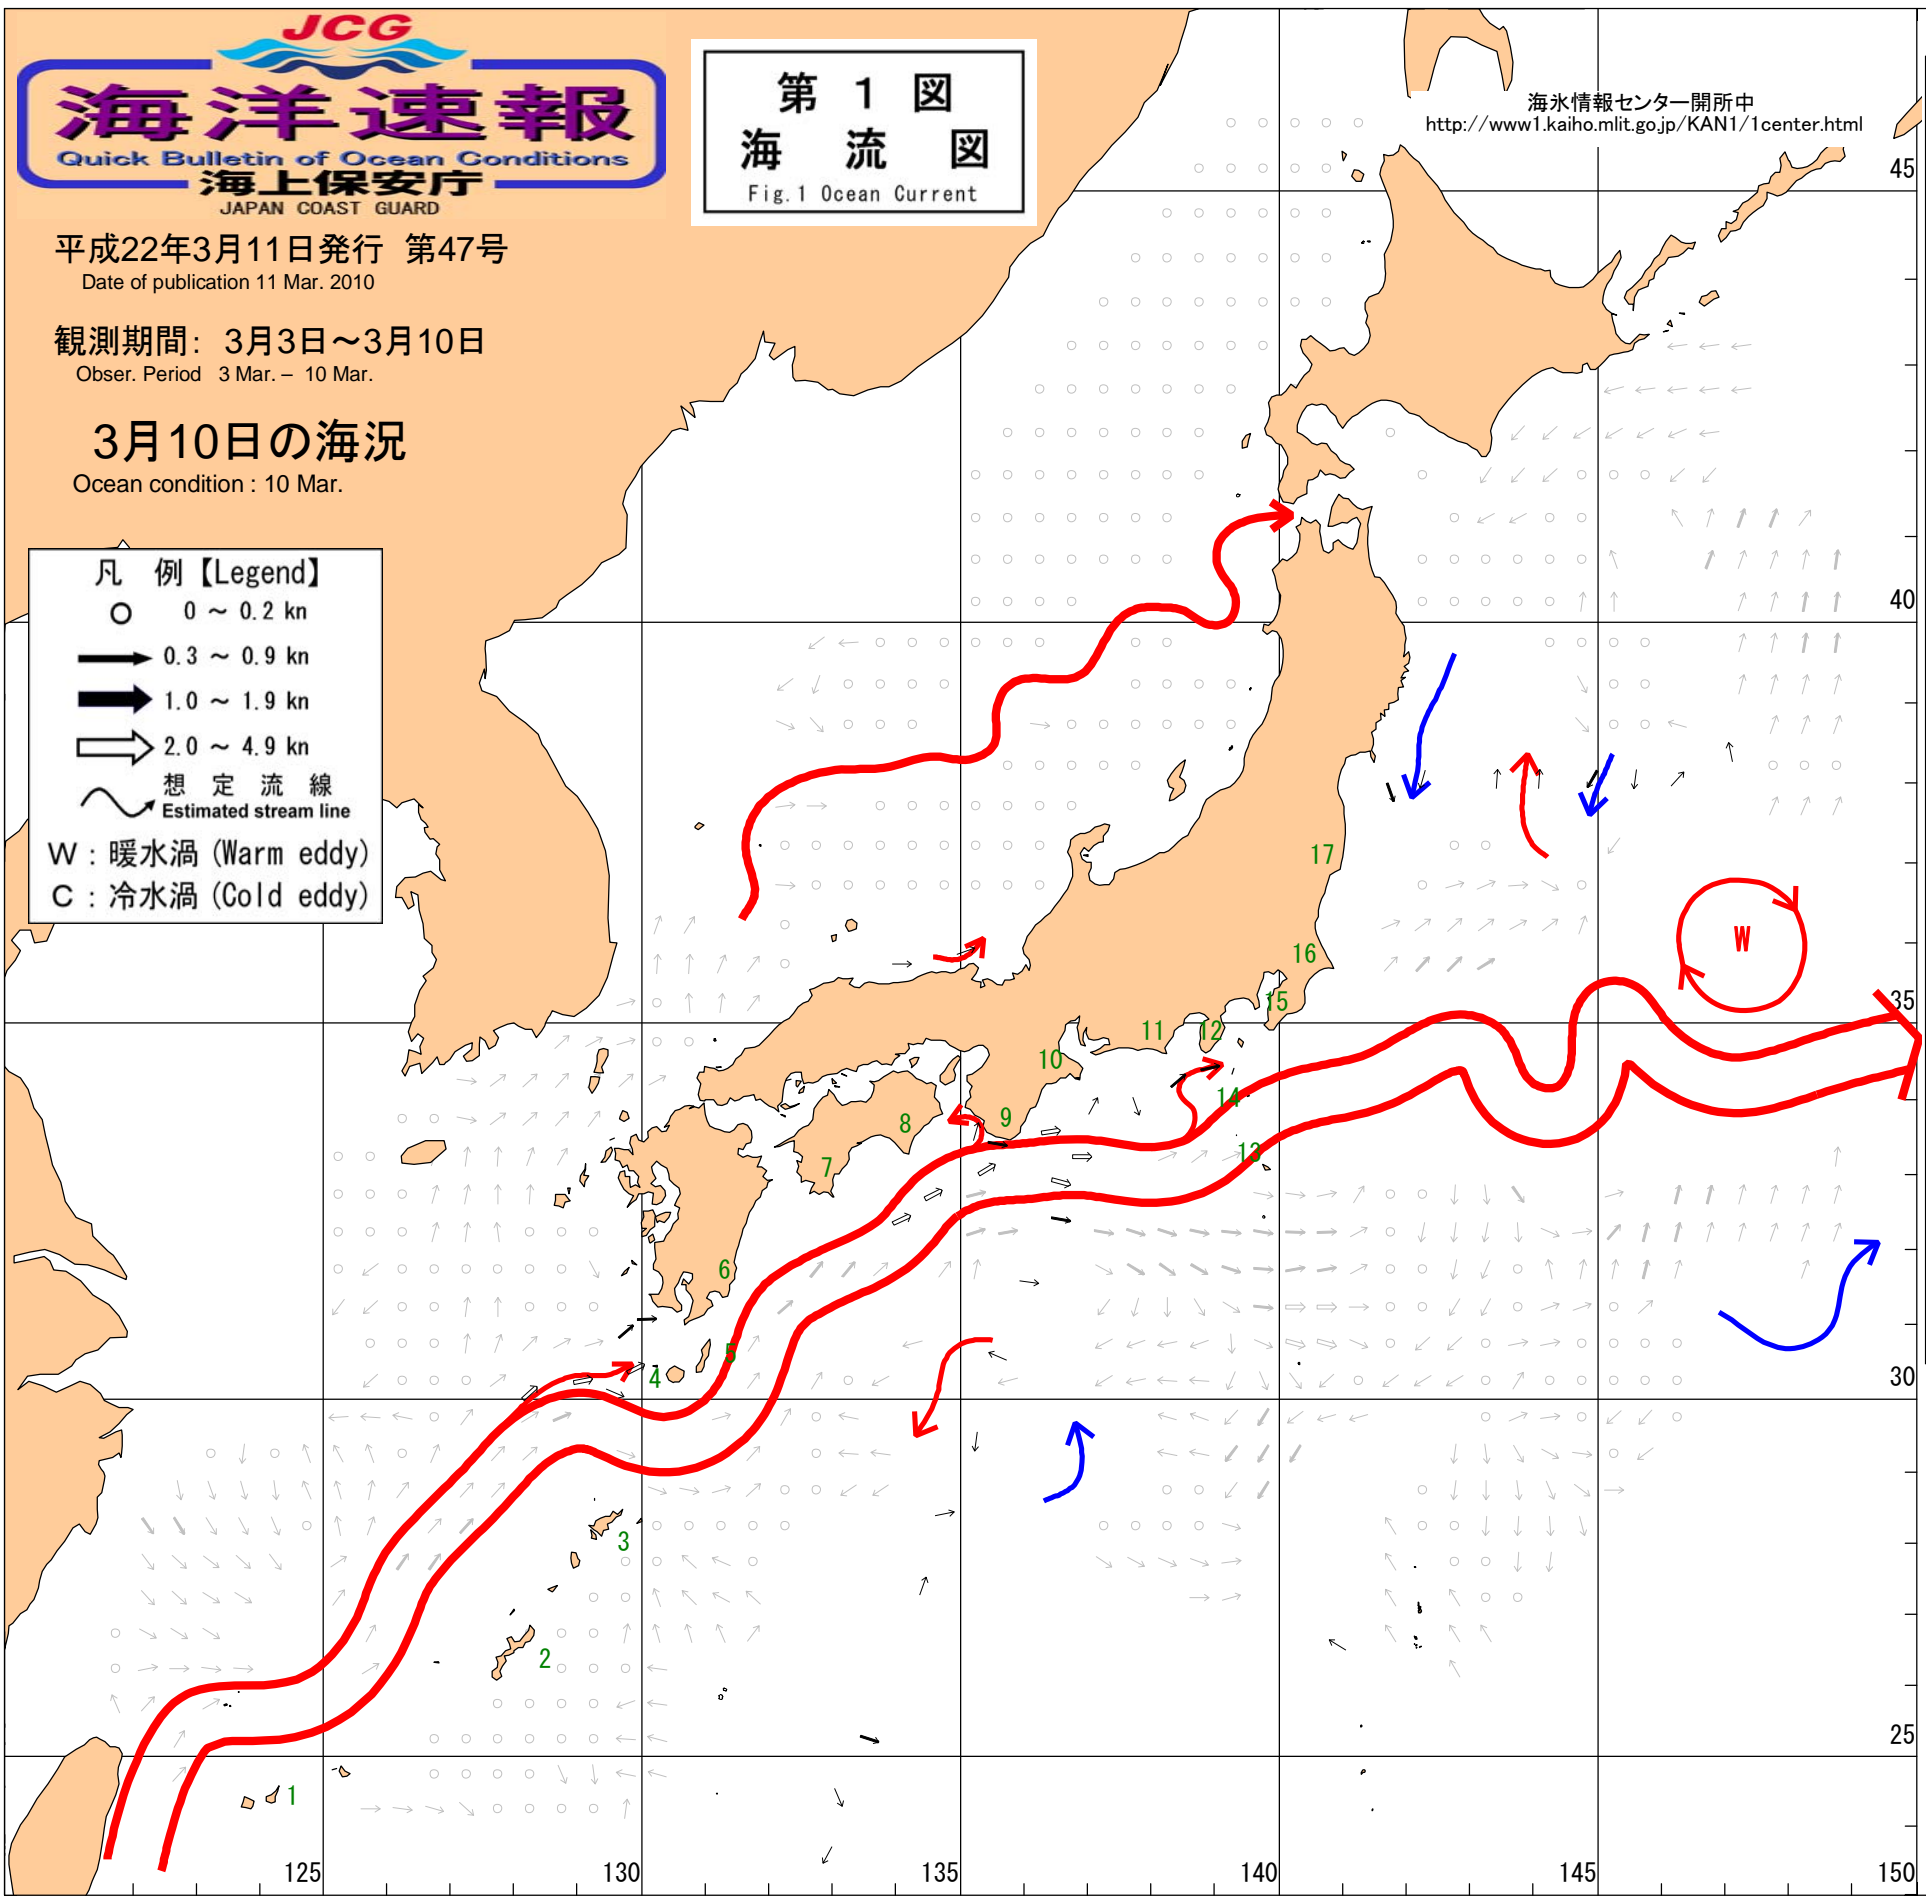 JCG
海洋速報
Quick Bulletin of Ocean Conditions
海上保安庁
JAPAN COAST GUARD
第 1 図
海 流 図
Fig.1 Ocean Current
海氷情報センター開所中
http://www1.kaiho.mlit.go.jp/KAN1/1center.html
平成22年3月11日発行 第47号
Date of publication 11 Mar. 2010
観測期間: 3月3日～3月10日
Obser. Period 3 Mar. – 10 Mar.
3月10日の海況
Ocean condition : 10 Mar.
凡 例【Legend】
0 ～ 0.2 kn
0.3 ～ 0.9 kn
1.0 ～ 1.9 kn
2.0 ～ 4.9 kn
想 定 流 線
Estimated stream line
W : 暖水渦 (Warm eddy)
C : 冷水渦 (Cold eddy)
45
40
17
W
16
35
15
11
12
10
14
9
8
13
7
6
5
4
30
3
2
25
1
125
130
135
140
145
150